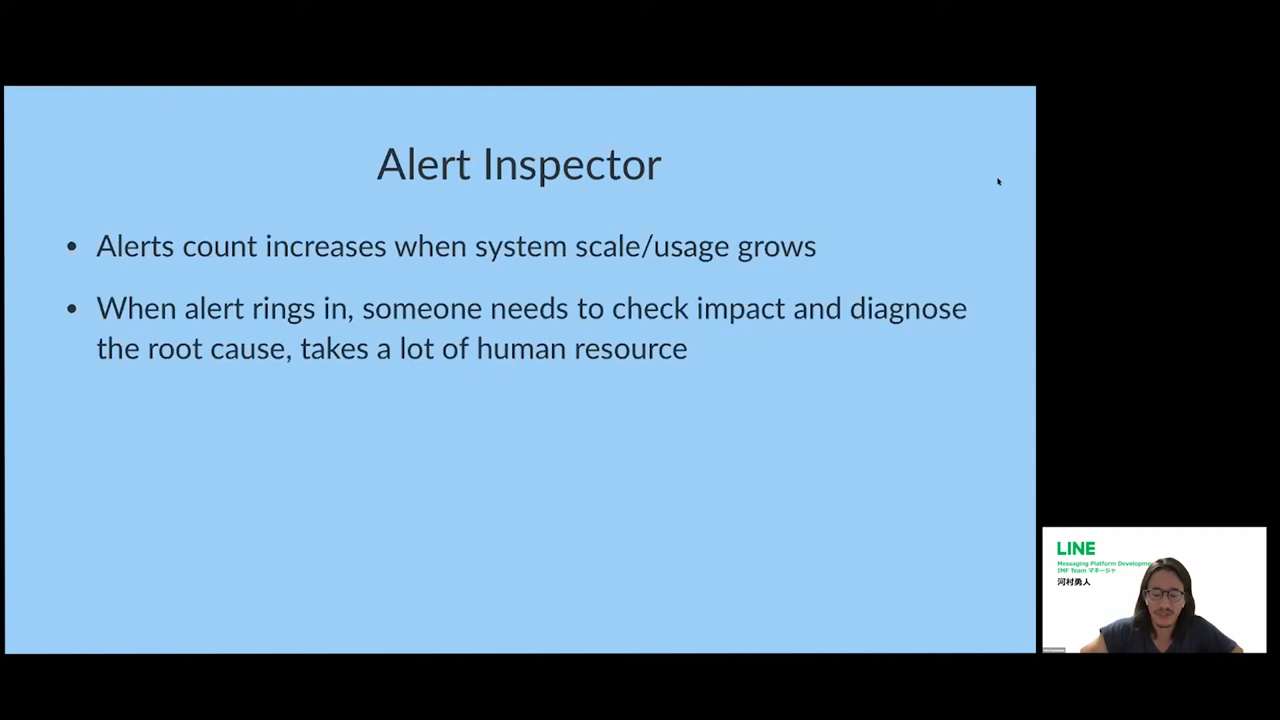 Alert Inspector
• Alerts count increases when system scale/usage grows
• When alert rings in, someone needs to check impact and diagnose
the root cause, takes a lot of human resource
LINE
Messaging Platform Developme
IMF Team マネージャ
河村勇人